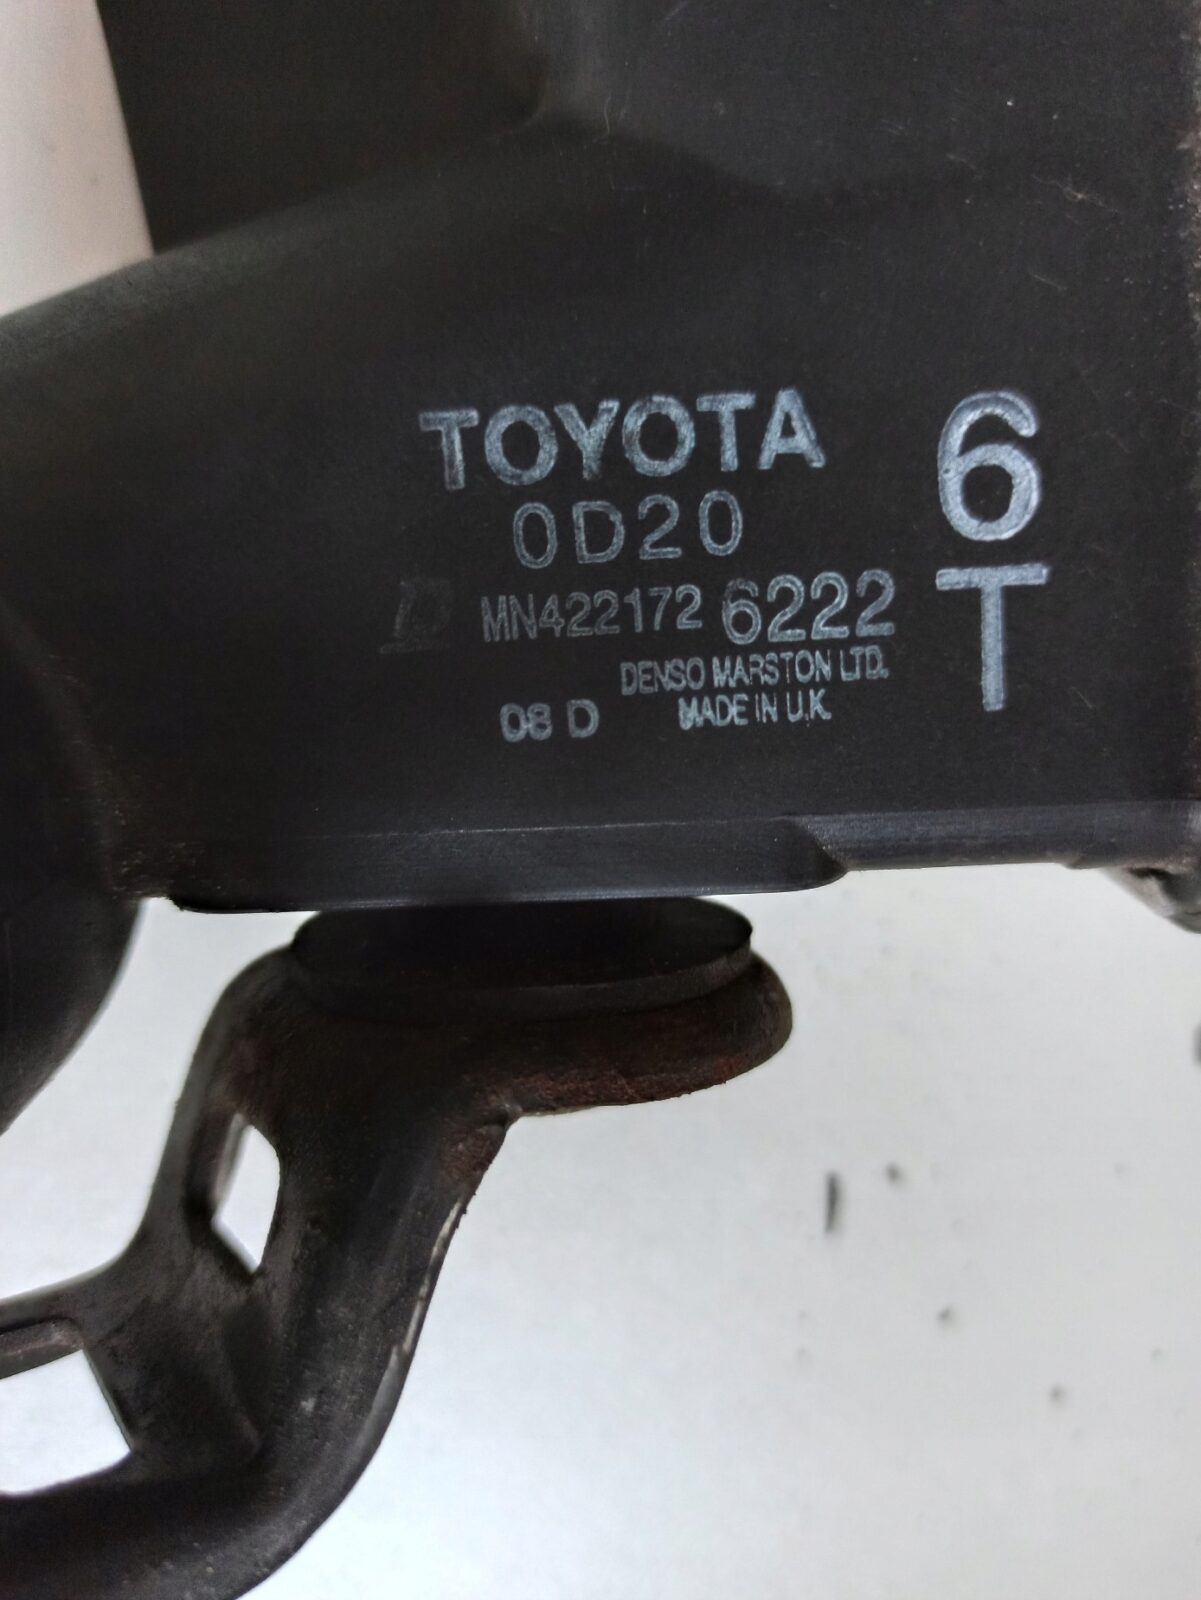 TOYOTA
0D20
MN422172 6222
DENSO MARSTON LTD.
08 D MADE IN U.K.
6
T